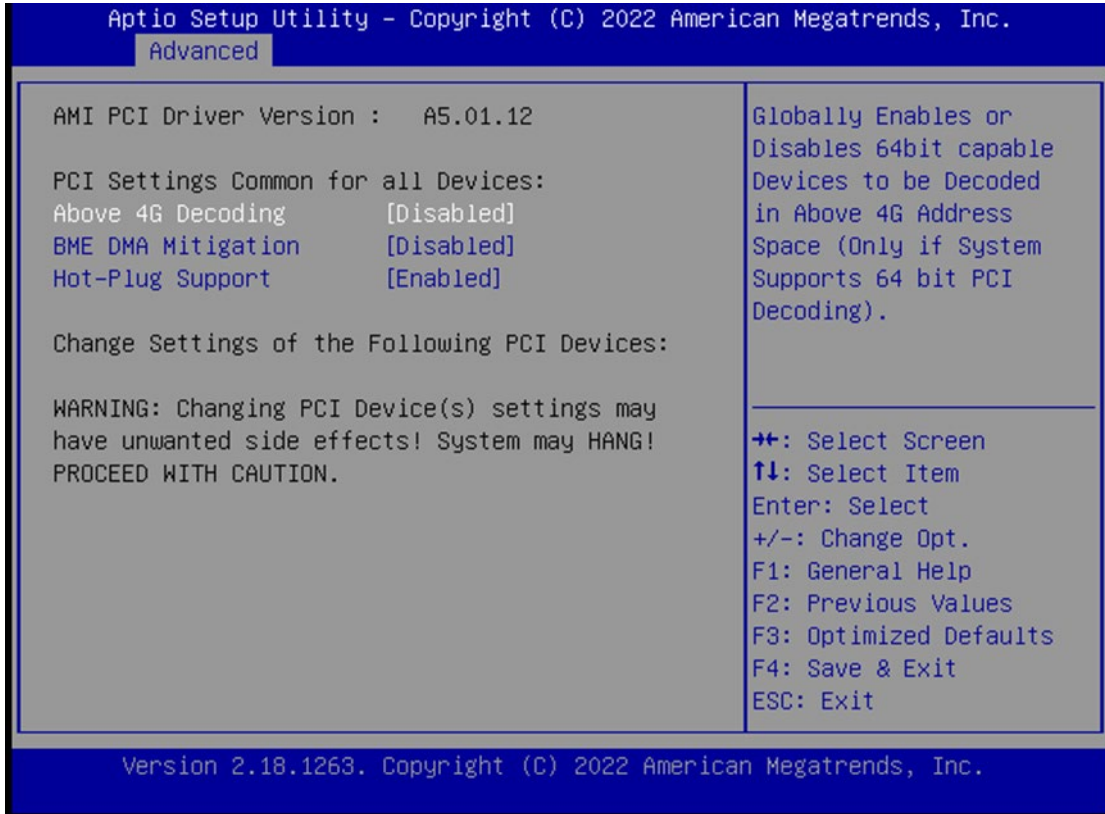 Aptio Setup Utility – Copyright (C) 2022 American Megatrends, Inc.
Advanced
AMI PCI Driver Version : A5.01.12
PCI Settings Common for all Devices:
Above 4G Decoding [Disabled]
BME DMA Mitigation [Disabled]
Hot-Plug Support [Enabled]
Change Settings of the Following PCI Devices:
WARNING: Changing PCI Device(s) settings may
have unwanted side effects! System may HANG!
PROCEED WITH CAUTION.
Globally Enables or
Disables 64bit capable
Devices to be Decoded
in Above 4G Address
Space (Only if System
Supports 64 bit PCI
Decoding).
→←: Select Screen
↑↓: Select Item
Enter: Select
+/-: Change Opt.
F1: General Help
F2: Previous Values
F3: Optimized Defaults
F4: Save & Exit
ESC: Exit
Version 2.18.1263. Copyright (C) 2022 American Megatrends, Inc.